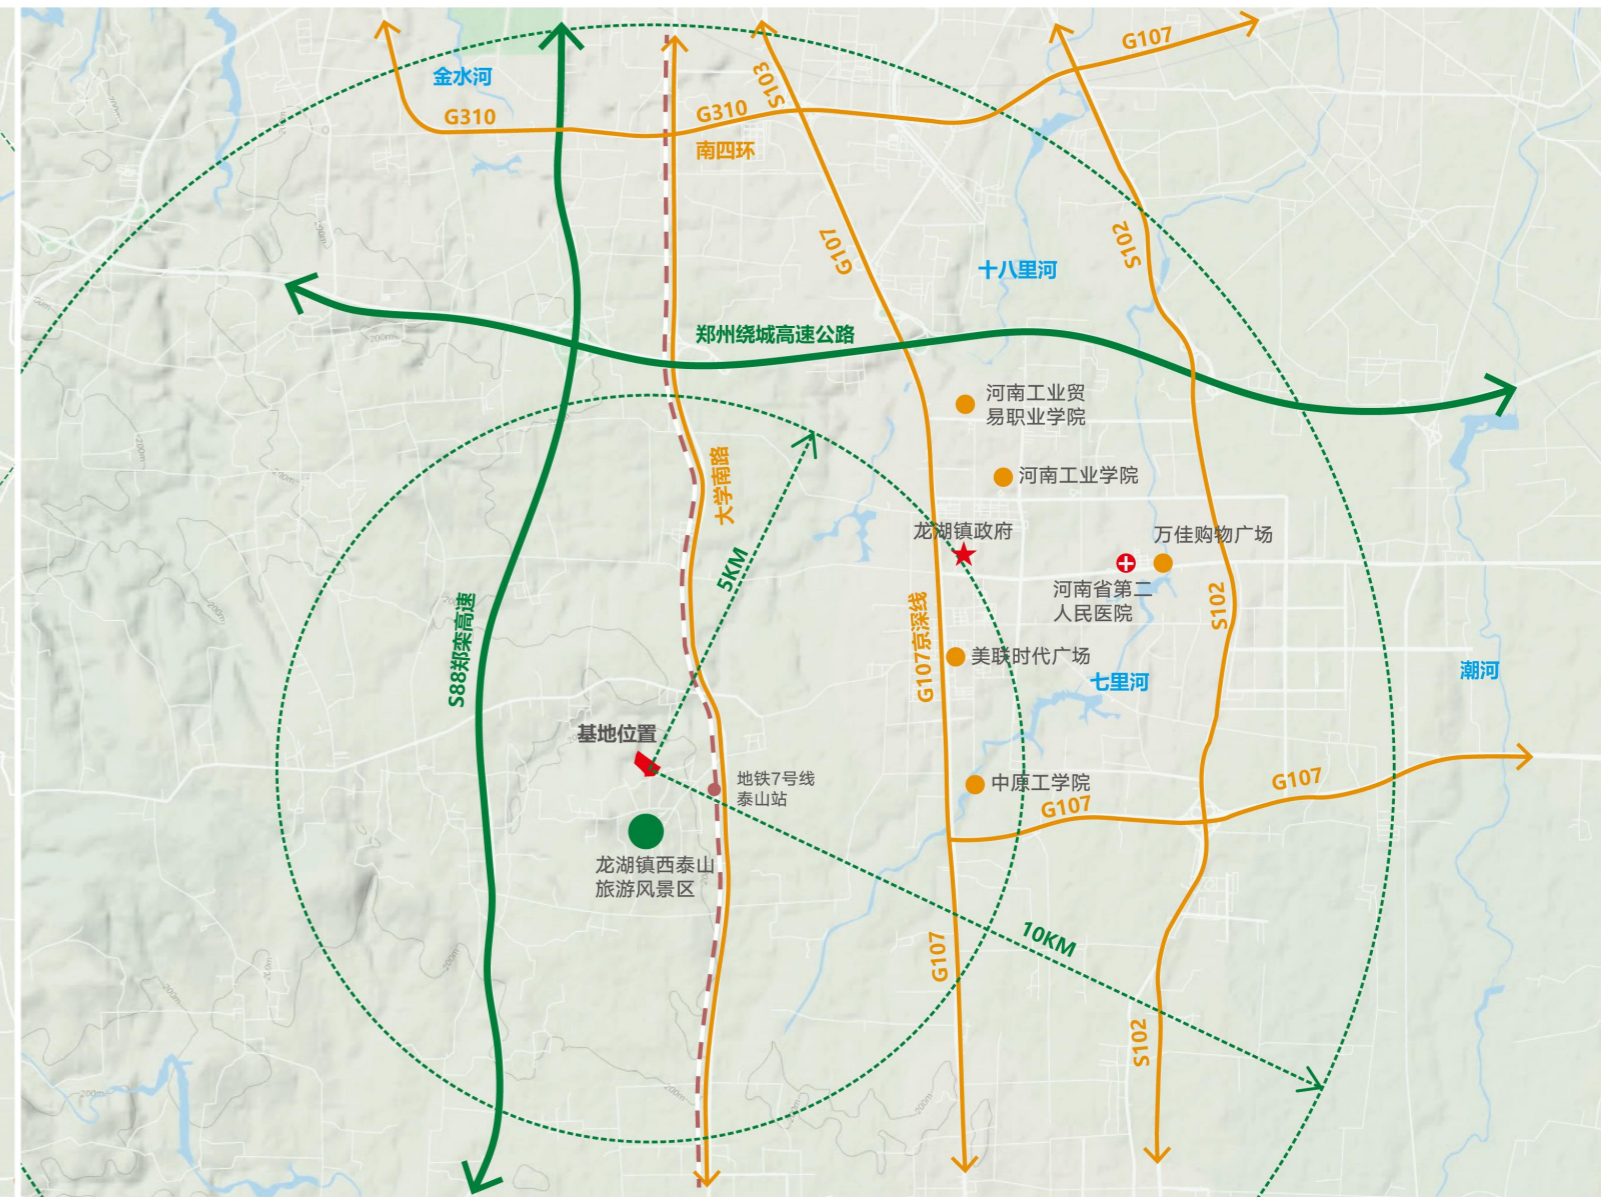 G107
金水河
S103
G310
G310
南四环
S102
G107
十八里河
郑州绕城高速公路
河南工业贸
易职业学院
大学南路
河南工业学院
龙湖镇政府
万佳购物广场
5KM
河南省第二
人民医院
S88郑栾高速
G107京深线
S102
美联时代广场
潮河
七里河
基地位置
地铁7号线
泰山站
中原工学院
G107
G107
龙湖镇西泰山
旅游风景区
10KM
G107
S102
200m
200m
200m
200m
200m
200m